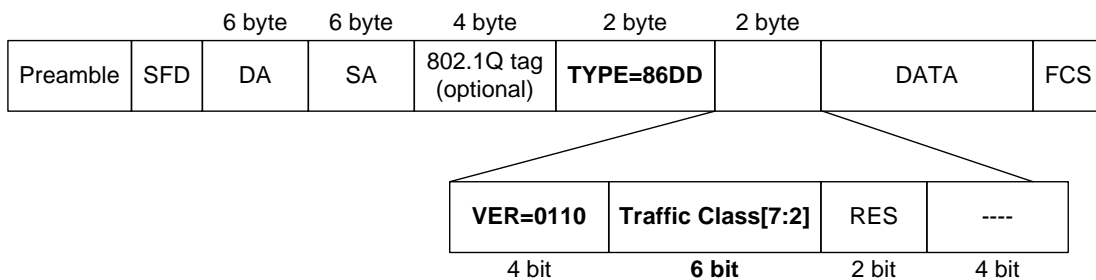 6 byte 6 byte 4 byte 2 byte 2 byte
Preamble SFD DA SA 802.1Q tag (optional) TYPE=86DD DATA FCS
VER=0110 Traffic Class[7:2] RES ----
4 bit 6 bit 2 bit 4 bit